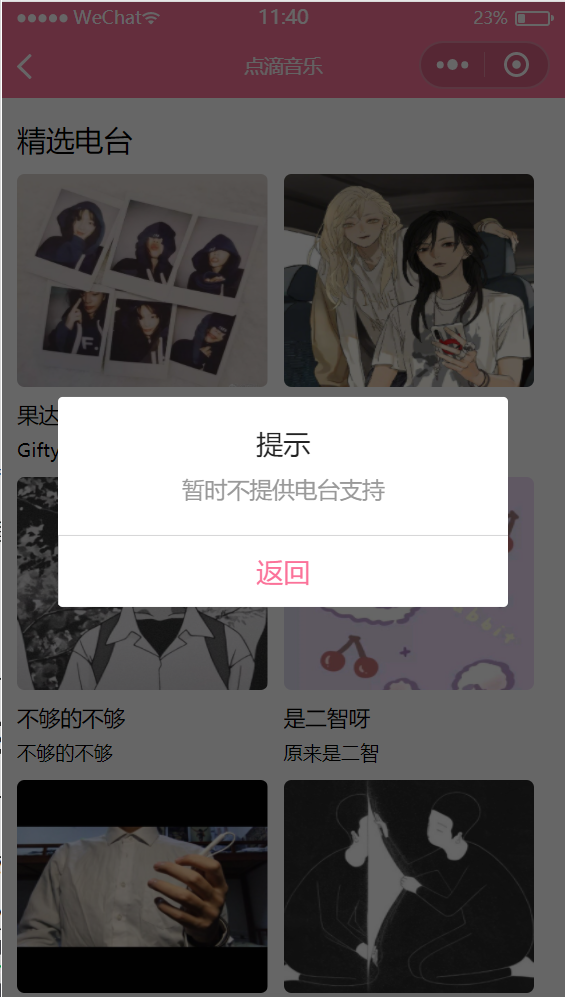 WeChat
11:40
23%
点滴音乐
精选电台
果达
Gifty
提示
暂时不提供电台支持
返回
不够的不够
不够的不够
是二智呀
原来是二智